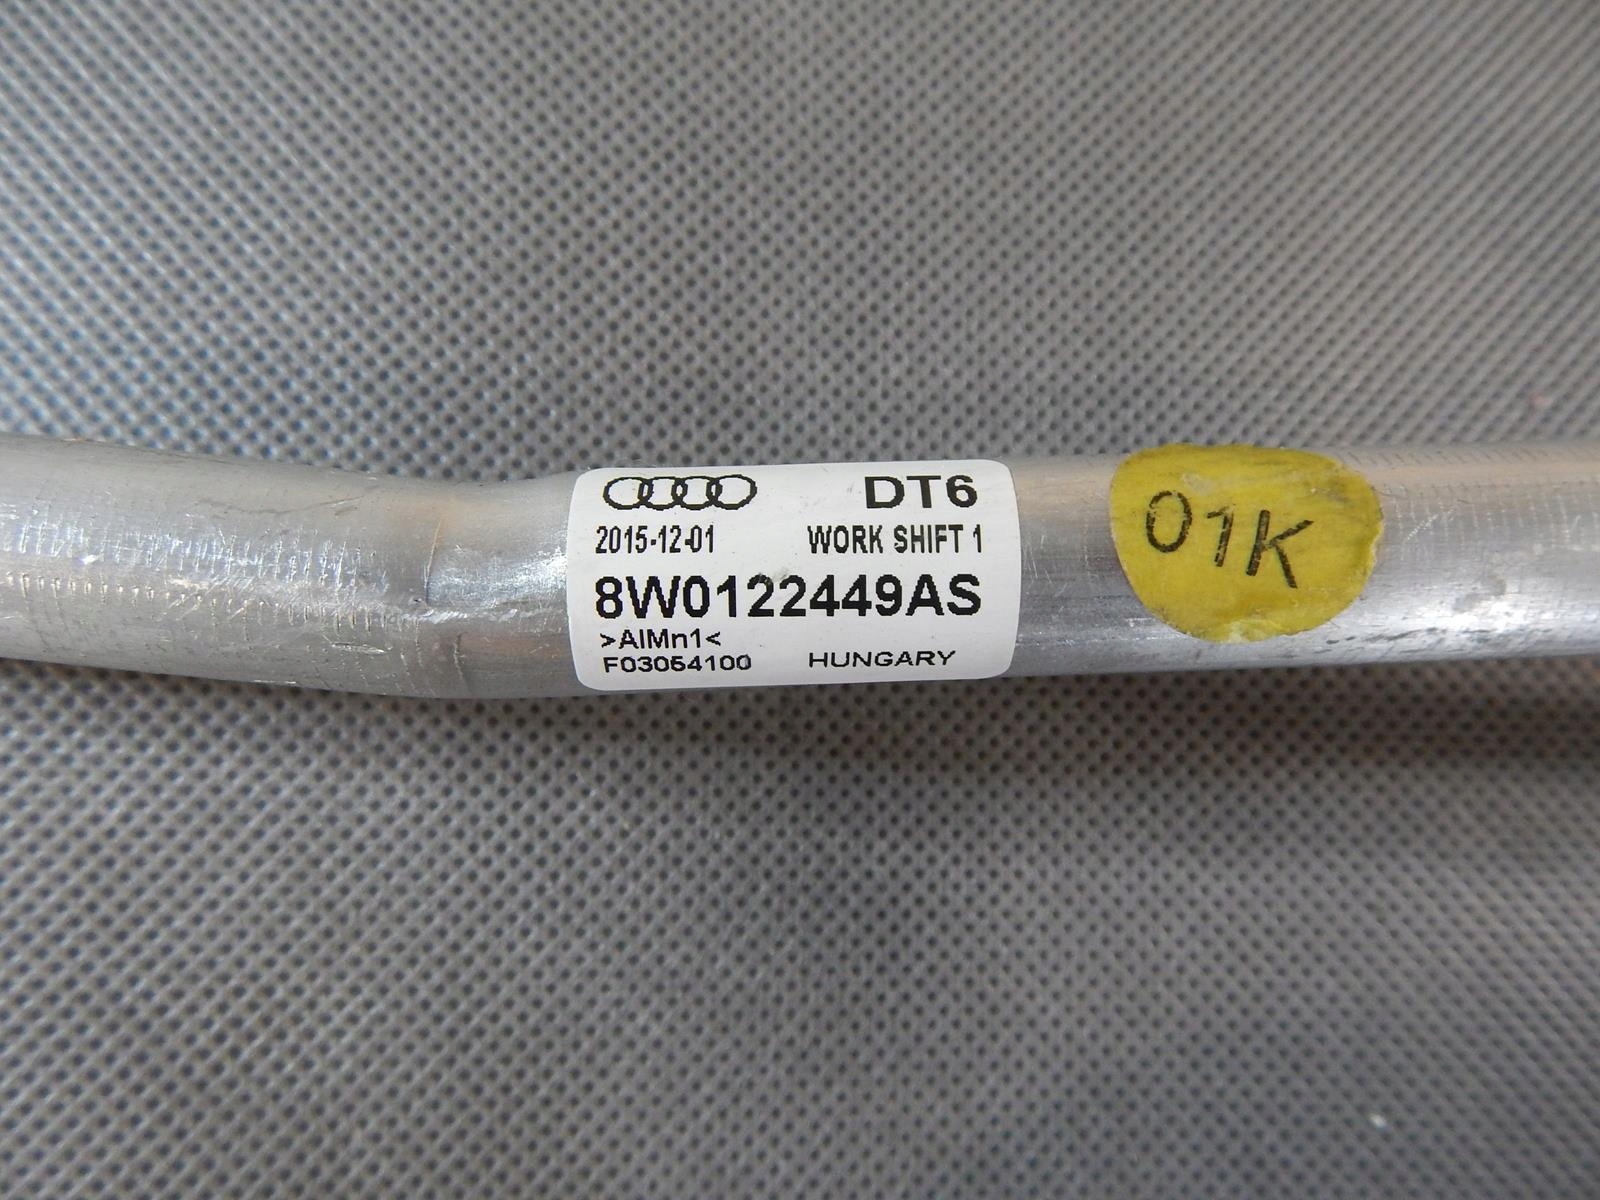 DT6
2015-12-01 WORK SHIFT 1
8W0122449AS
>AlMn1<
F03054100 HUNGARY
01K